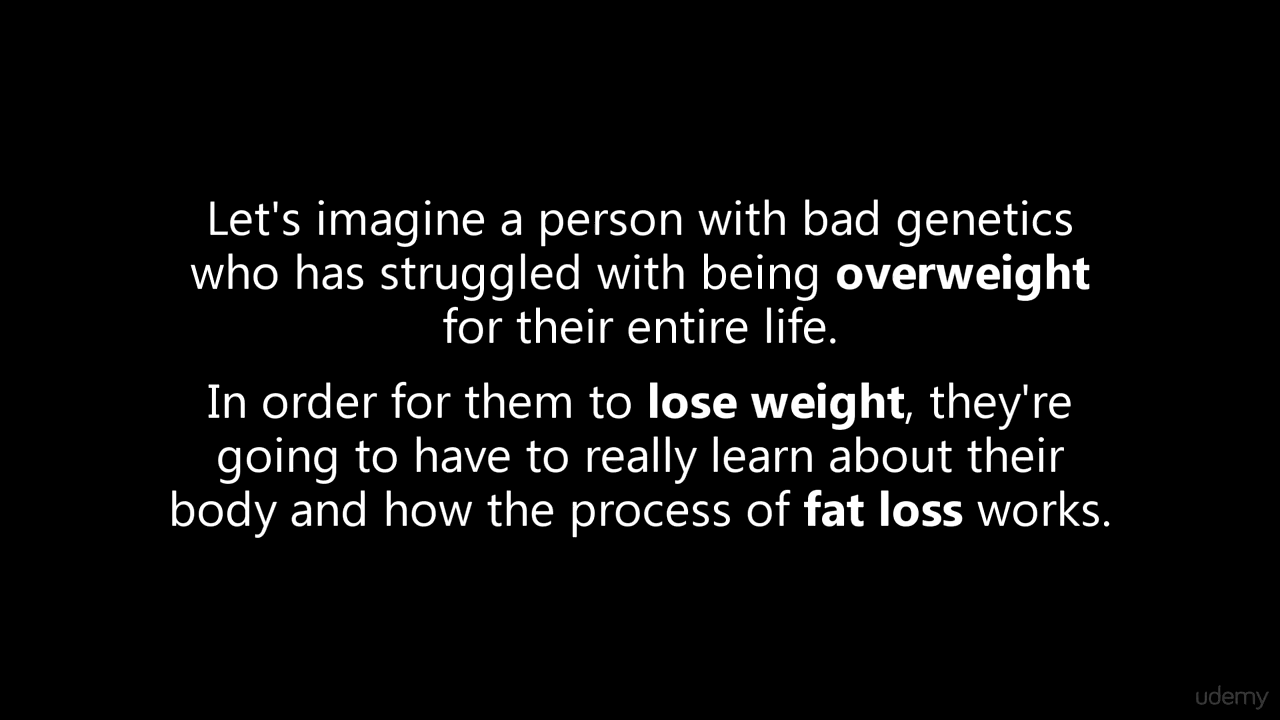 Let's imagine a person with bad genetics
who has struggled with being overweight
for their entire life.
In order for them to lose weight, they're
going to have to really learn about their
body and how the process of fat loss works.
udemy